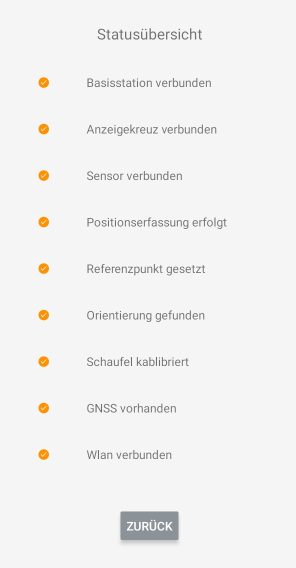 Statusübersicht
Basisstation verbunden
Anzeigekreuz verbunden
Sensor verbunden
Positionserfassung erfolgt
Referenzpunkt gesetzt
Orientierung gefunden
Schaufel kablibriert
GNSS vorhanden
Wlan verbunden
ZURÜCK